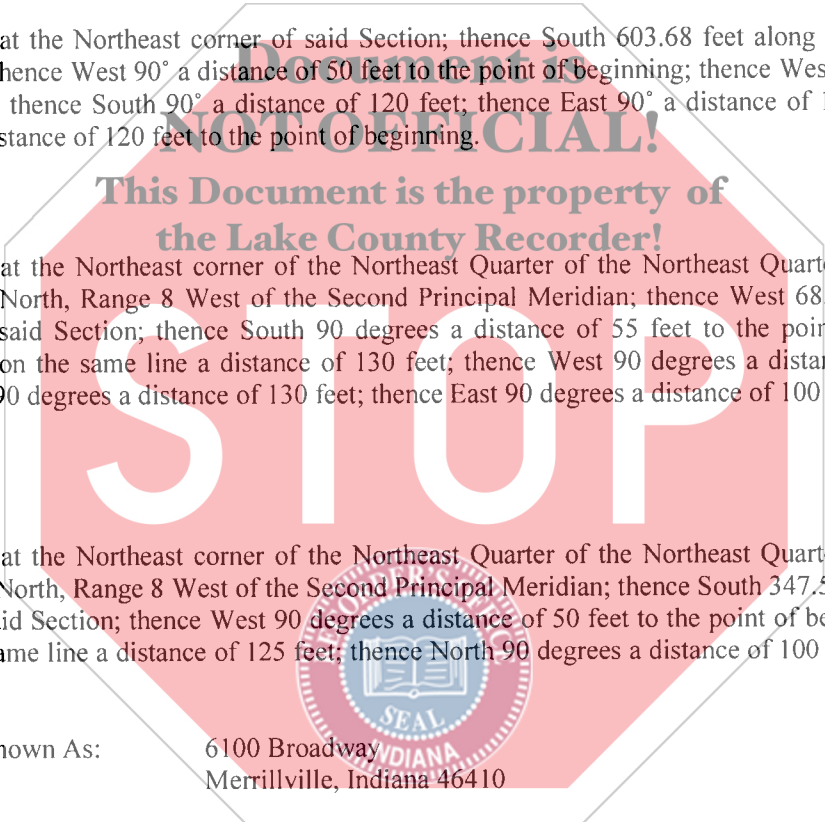 at the Northeast corner of said Section; thence South 603.68 feet along
hence West 90° a distance of 50 feet to the point of beginning; thence Wes
thence South 90° a distance of 120 feet; thence East 90° a distance of 1
stance of 120 feet to the point of beginning.
Document is
NOT OFFICIAL!
This Document is the property of
the Lake County Recorder!
at the Northeast corner of the Northeast Quarter of the Northeast Quart
North, Range 8 West of the Second Principal Meridian; thence West 68
said Section; thence South 90 degrees a distance of 55 feet to the poin
on the same line a distance of 130 feet; thence West 90 degrees a distan
90 degrees a distance of 130 feet; thence East 90 degrees a distance of 100
STOP
at the Northeast corner of the Northeast Quarter of the Northeast Quart
North, Range 8 West of the Second Principal Meridian; thence South 347.5
id Section; thence West 90 degrees a distance of 50 feet to the point of be
ame line a distance of 125 feet; thence North 90 degrees a distance of 100
RECORDER'S OFFICE
SEAL
INDIANA
nown As: 6100 Broadway
Merrillville, Indiana 46410